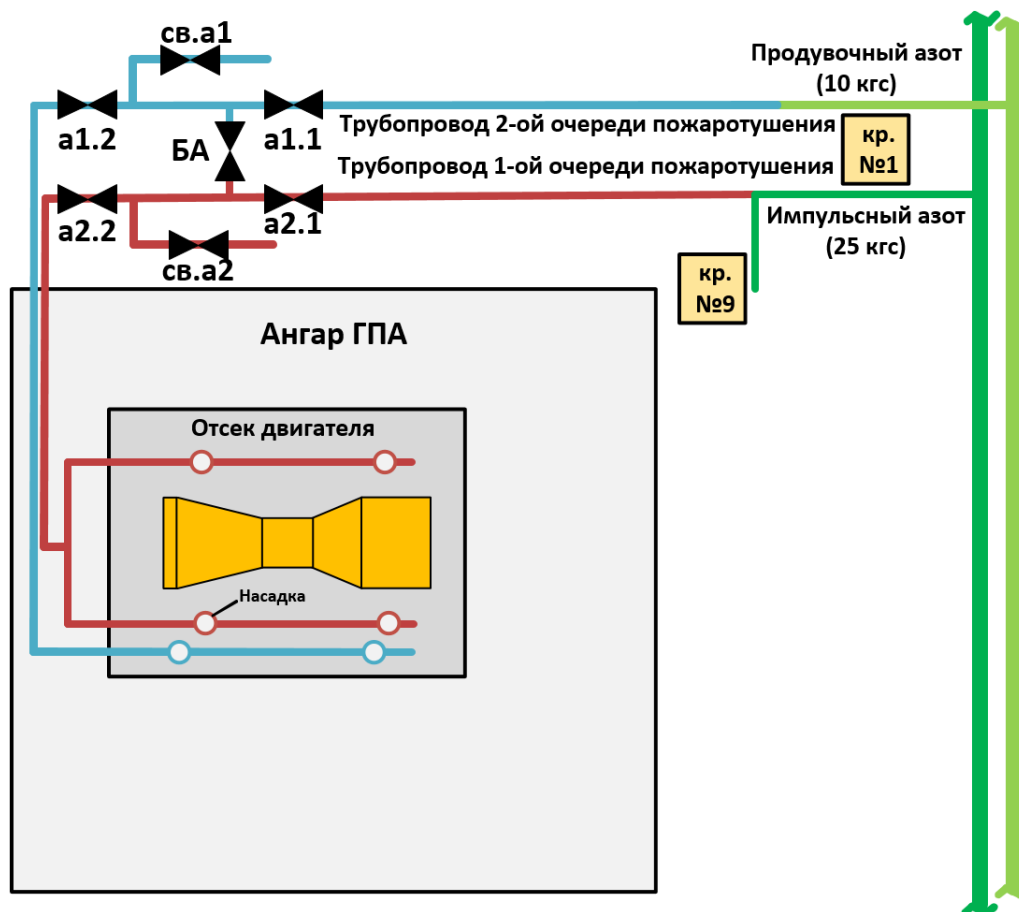 св.а1
Продувочный азот
(10 кгс)
а1.2
БА
а1.1
Трубопровод 2-ой очереди пожаротушения
кр.
№1
Трубопровод 1-ой очереди пожаротушения
а2.2
а2.1
Импульсный азот
(25 кгс)
св.а2
кр.
№9
Ангар ГПА
Отсек двигателя
Насадка